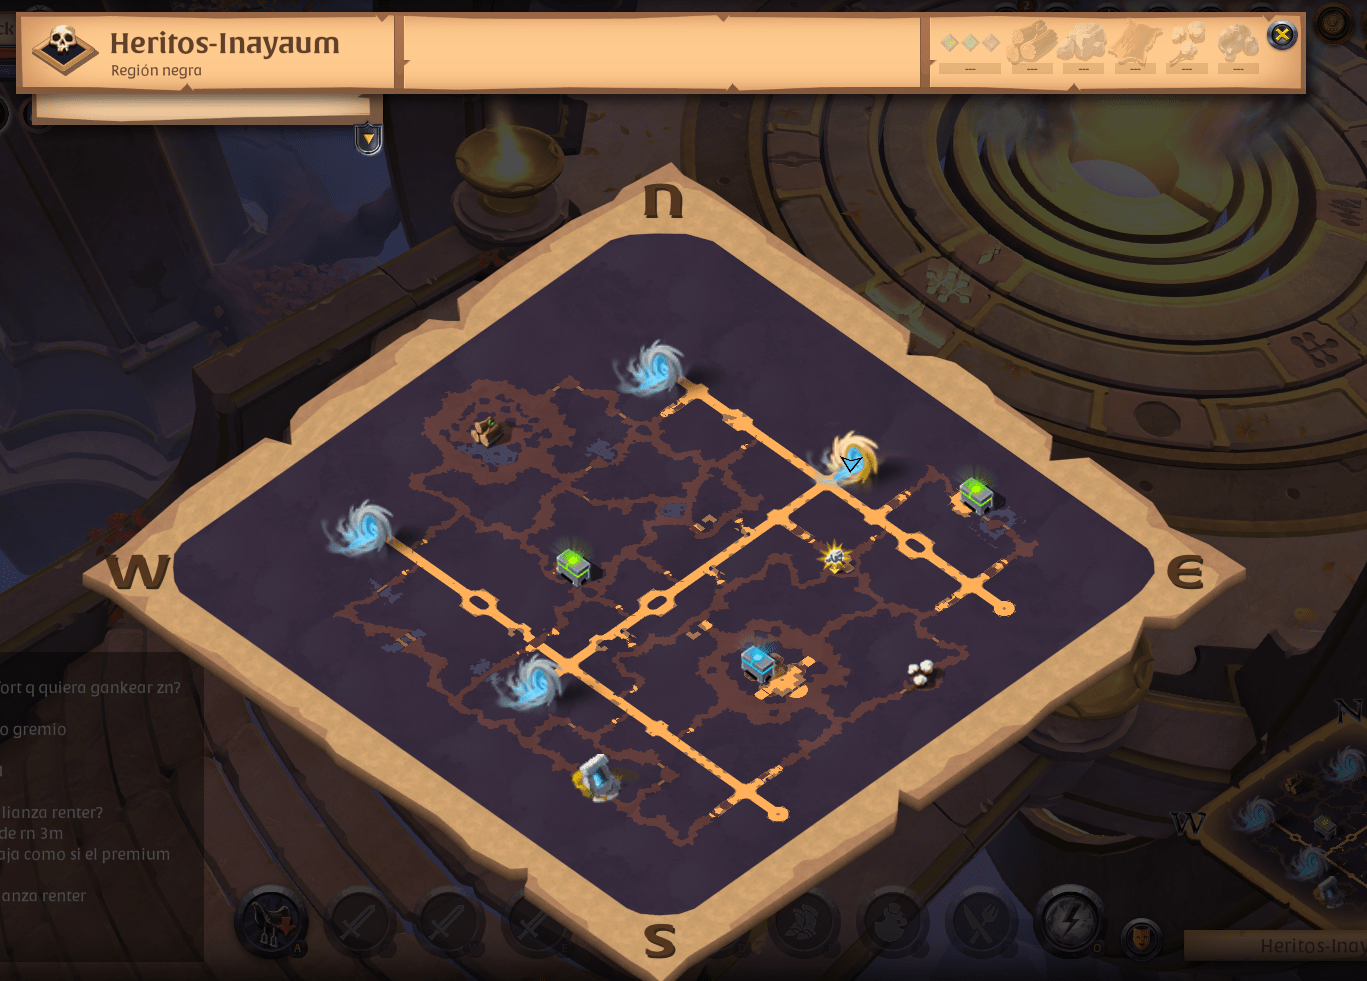 Heritos-Inayaum
Región negra
N
W
E
S
ort q quiera gankear zn?
o gremio
lianza renter?
de rn 3m
aja como si el premium
anza renter
A
O
N
W
Heritos-Inay